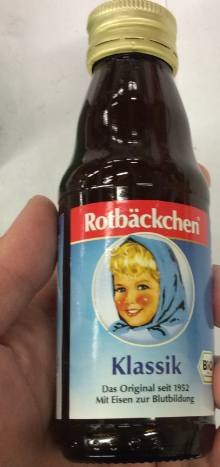 Rotbäckchen
Klassik
BIO
Das Original seit 1952
Mit Eisen zur Blutbildung